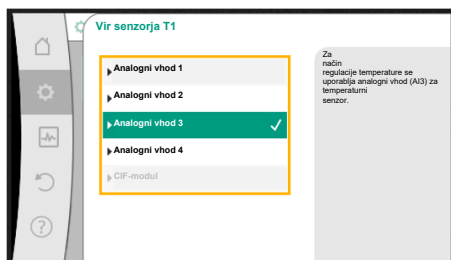 Vir senzorja T1
Analogni vhod 1
Analogni vhod 2
Analogni vhod 3
Analogni vhod 4
CIF-modul
Za
način
regulacije temperature se
uporablja analogni vhod (AI3) za
temperaturni
senzor.